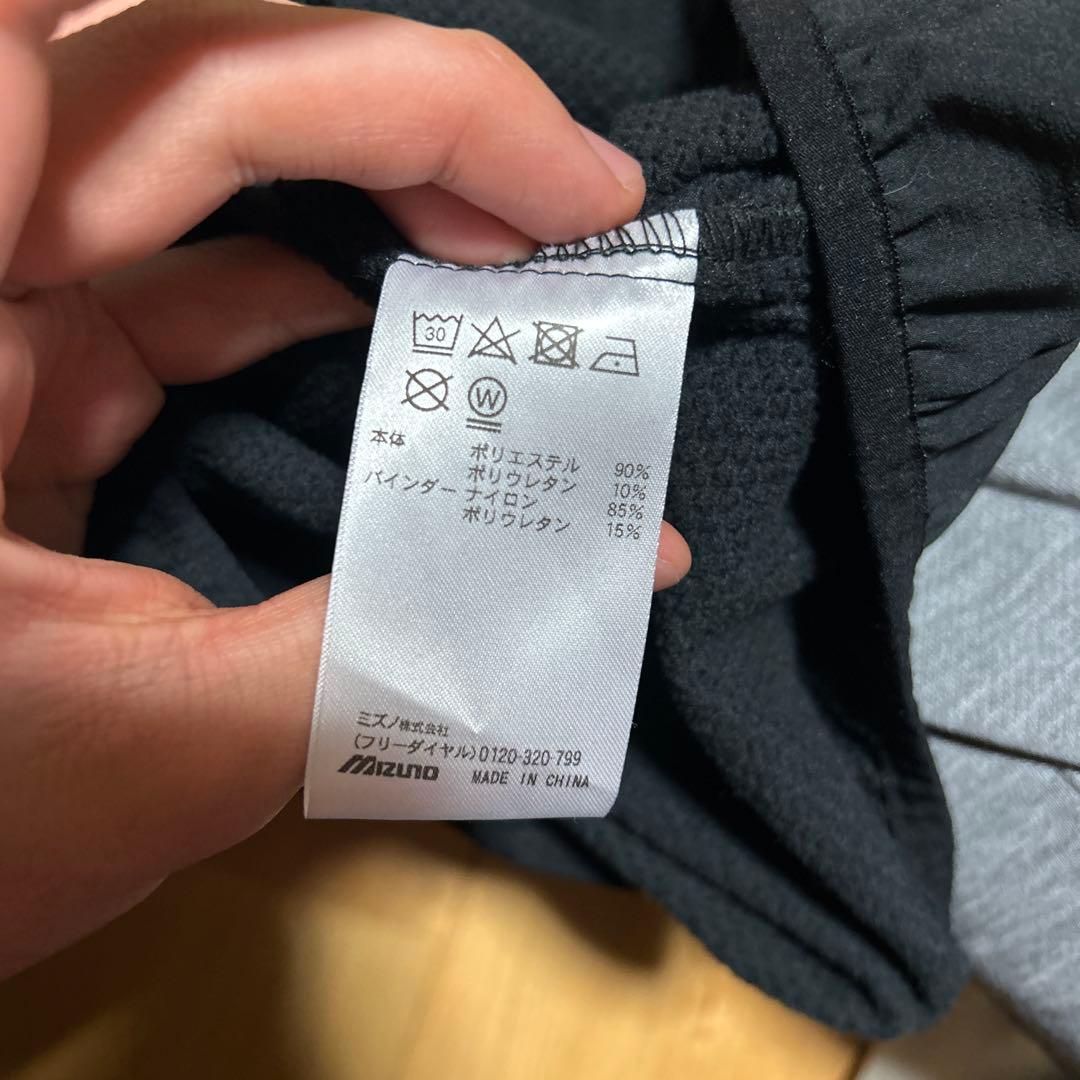 30
W
本体 ポリエステル 90%
ポリウレタン 10%
バインダー ナイロン 85%
ポリウレタン 15%
ミズノ株式会社
(フリーダイヤル)0120-320-799
MIZUNO MADE IN CHINA